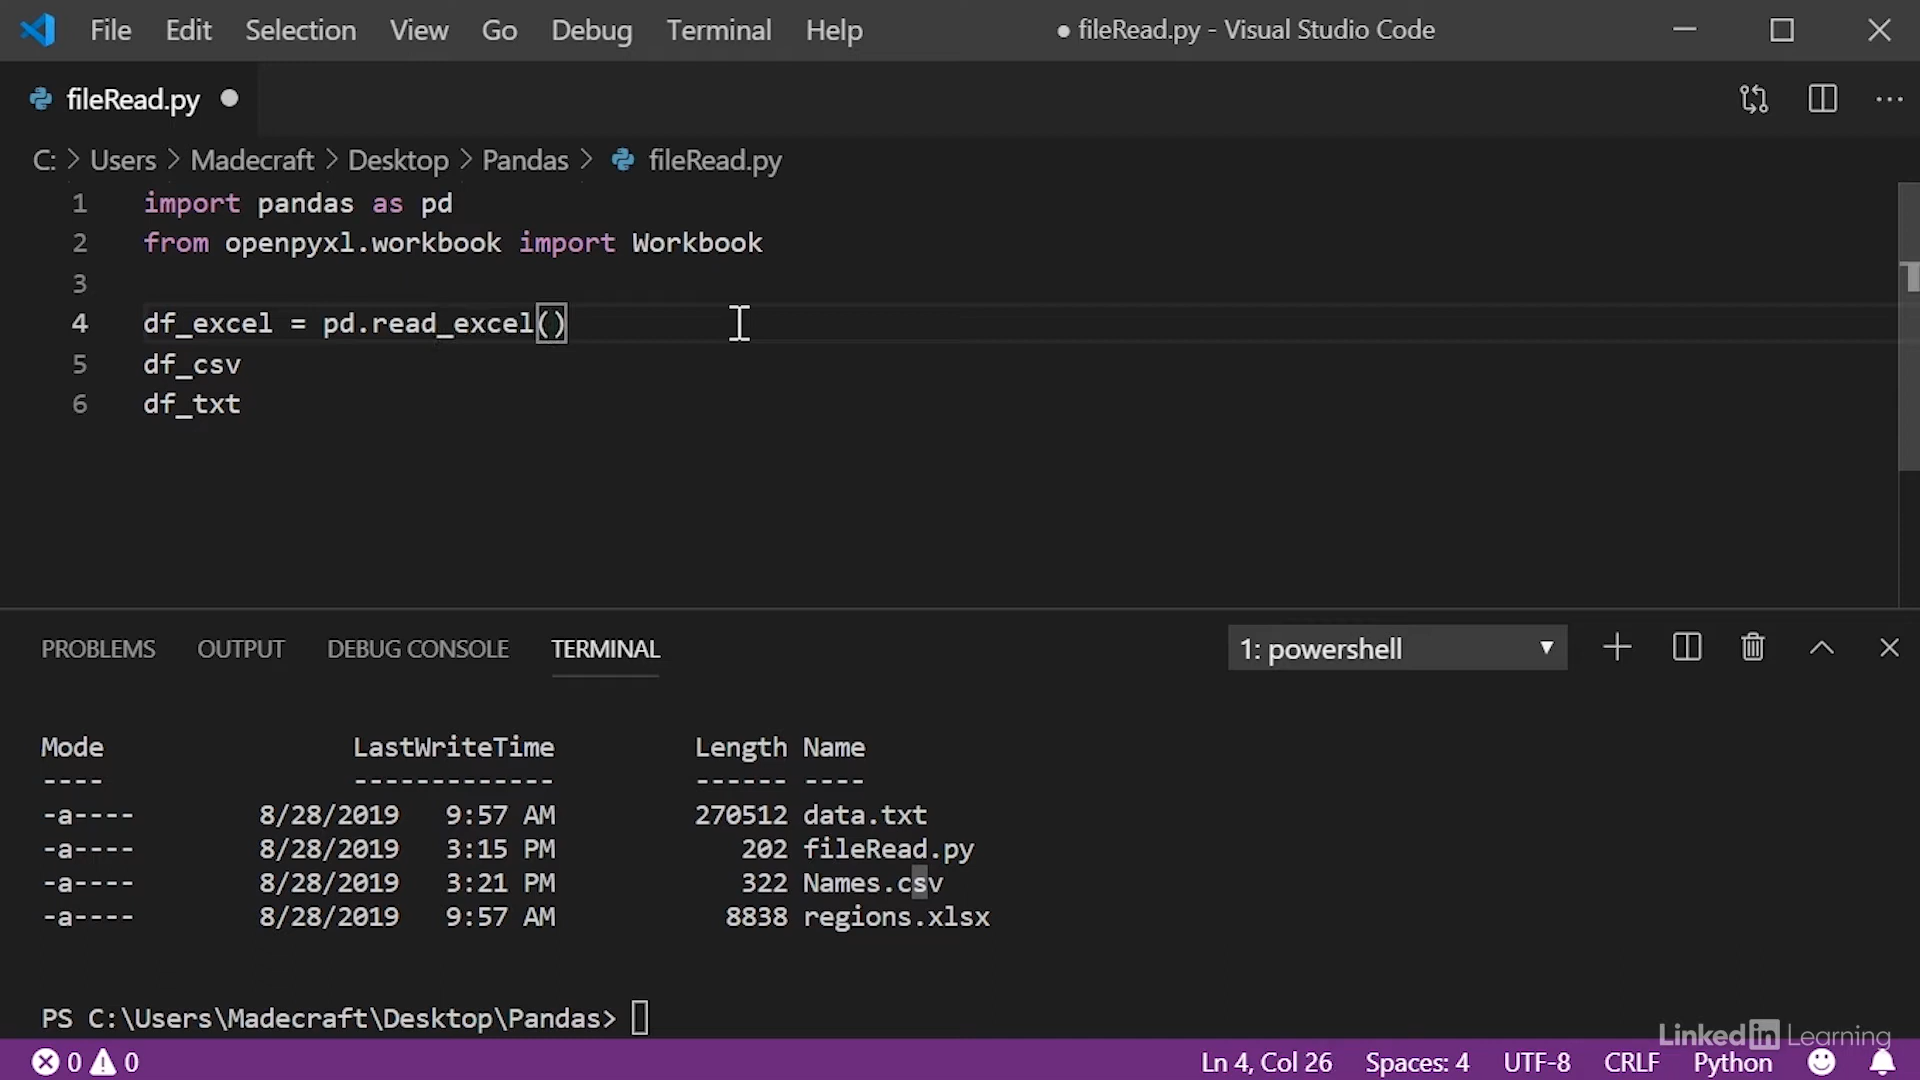 File Edit Selection View Go Debug Terminal Help ● fileRead.py - Visual Studio Code
fileRead.py
C: > Users > Madecraft > Desktop > Pandas > fileRead.py
1 import pandas as pd
2 from openpyxl.workbook import Workbook
3
4 df_excel = pd.read_excel()
5 df_csv
6 df_txt
PROBLEMS OUTPUT DEBUG CONSOLE TERMINAL 1: powershell
Mode LastWriteTime Length Name
---- ------------- ------ ----
-a---- 8/28/2019 9:57 AM 270512 data.txt
-a---- 8/28/2019 3:15 PM 202 fileRead.py
-a---- 8/28/2019 3:21 PM 322 Names.csv
-a---- 8/28/2019 9:57 AM 8838 regions.xlsx
PS C:\Users\Madecraft\Desktop\Pandas>
LinkedIn Learning
0 0 Ln 4, Col 26 Spaces: 4 UTF-8 CRLF Python